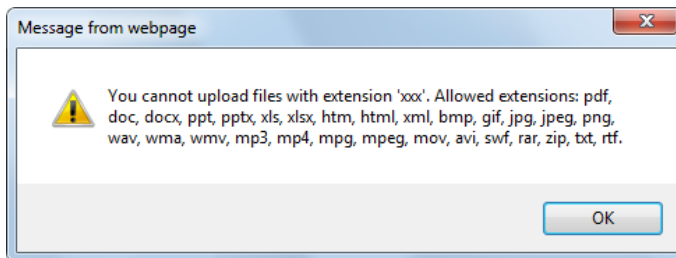 Message from webpage
You cannot upload files with extension 'xxx'. Allowed extensions: pdf,
doc, docx, ppt, pptx, xls, xlsx, htm, html, xml, bmp, gif, jpg, jpeg, png,
wav, wma, wmv, mp3, mp4, mpg, mpeg, mov, avi, swf, rar, zip, txt, rtf.
OK